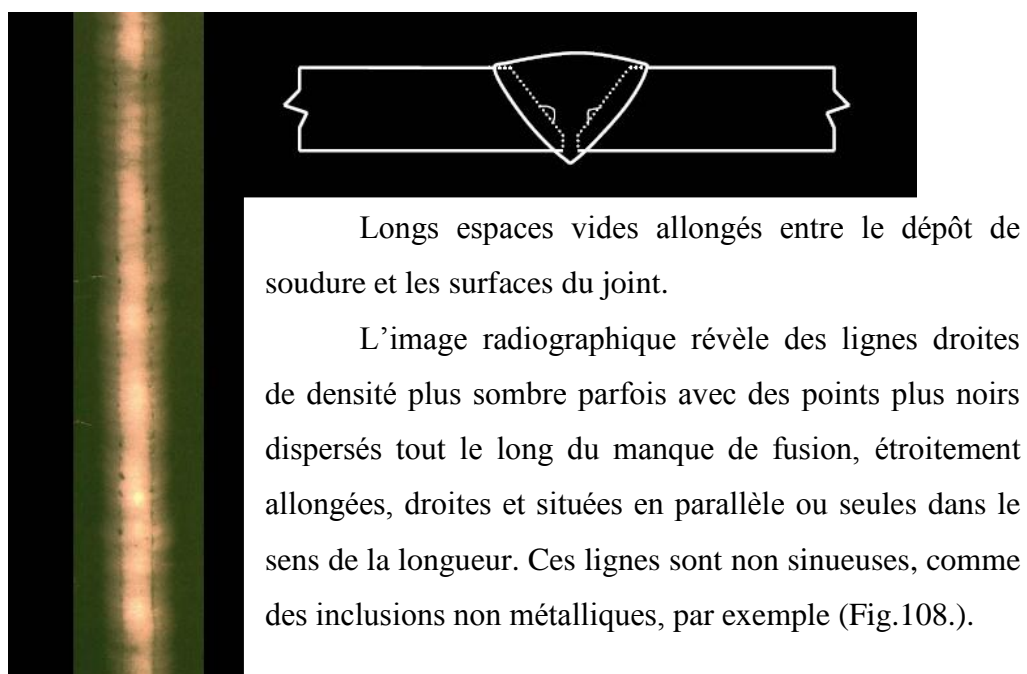 Longs espaces vides allongés entre le dépôt de
soudure et les surfaces du joint.
L’image radiographique révèle des lignes droites
de densité plus sombre parfois avec des points plus noirs
dispersés tout le long du manque de fusion, étroitement
allongées, droites et situées en parallèle ou seules dans le
sens de la longueur. Ces lignes sont non sinueuses, comme
des inclusions non métalliques, par exemple (Fig.108.).